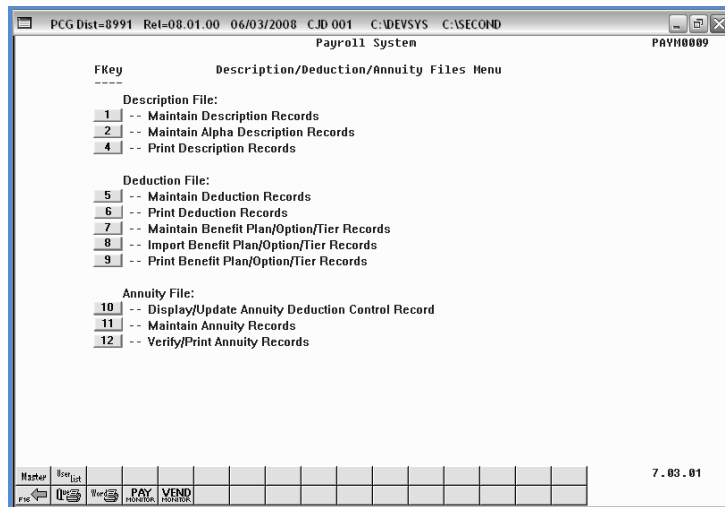 PCG Dist=8991 Rel=08.01.00 06/03/2008 CJD 001 C:\DEVSYS C:\SECOND
Payroll System PAYM0009
FKey Description/Deduction/Annuity Files Menu
----
Description File:
1 -- Maintain Description Records
2 -- Maintain Alpha Description Records
4 -- Print Description Records
Deduction File:
5 -- Maintain Deduction Records
6 -- Print Deduction Records
7 -- Maintain Benefit Plan/Option/Tier Records
8 -- Import Benefit Plan/Option/Tier Records
9 -- Print Benefit Plan/Option/Tier Records
Annuity File:
10 -- Display/Update Annuity Deduction Control Record
11 -- Maintain Annuity Records
12 -- Verify/Print Annuity Records
Master User List 7.03.01
F16 Que Word PAY MONITOR VEND MONITOR